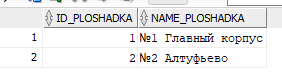 ID_PLOSHADKA NAME_PLOSHADKA
1 1 №1 Главный корпус
2 2 №2 Алтуфьево